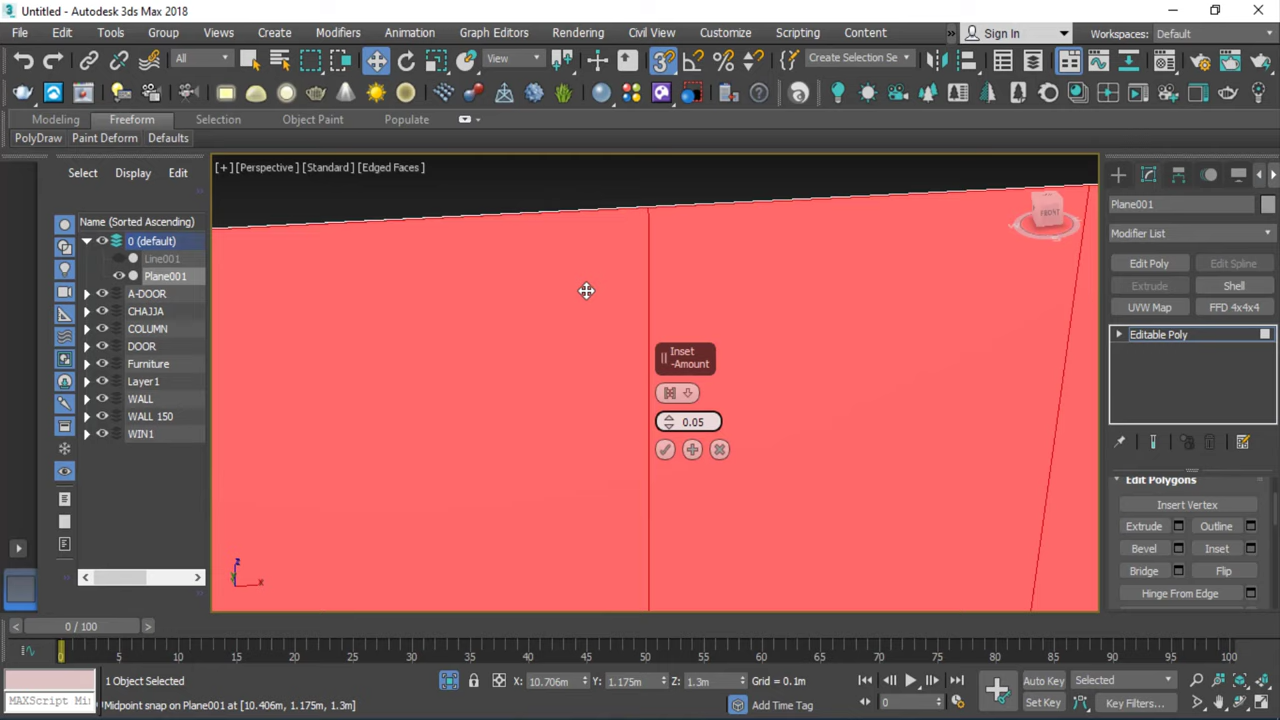 Untitled - Autodesk 3ds Max 2018
File Edit Tools Group Views Create Modifiers Animation Graph Editors Rendering Civil View Customize Scripting Content » Sign In Workspaces: Default
All View Create Selection Se
Modeling Freeform Selection Object Paint Populate
PolyDraw Paint Deform Defaults
Select Display Edit
[+] [Perspective] [Standard] [Edged Faces]
Name (Sorted Ascending)
0 (default)
Line001
Plane001
A-DOOR
CHAJJA
COLUMN
DOOR
Furniture
Layer1
WALL
WALL 150
WIN1
FRONT
Inset
-Amount
0.05
z
y x
Plane001
Modifier List
Edit Poly Edit Spline
Extrude Shell
UVW Map FFD 4x4x4
Editable Poly
Edit Polygons
Insert Vertex
Extrude Outline
Bevel Inset
Bridge Flip
Hinge From Edge
0 / 100
0 5 10 15 20 25 30 35 40 45 50 55 60 65 70 75 80 85 90 95 100
1 Object Selected X: 10.706m Y: 1.175m Z: 1.3m Grid = 0.1m Auto Key Selected
MAXScript Mi: Midpoint snap on Plane001 at [10.406m, 1.175m, 1.3m] Add Time Tag 0 Set Key Key Filters...